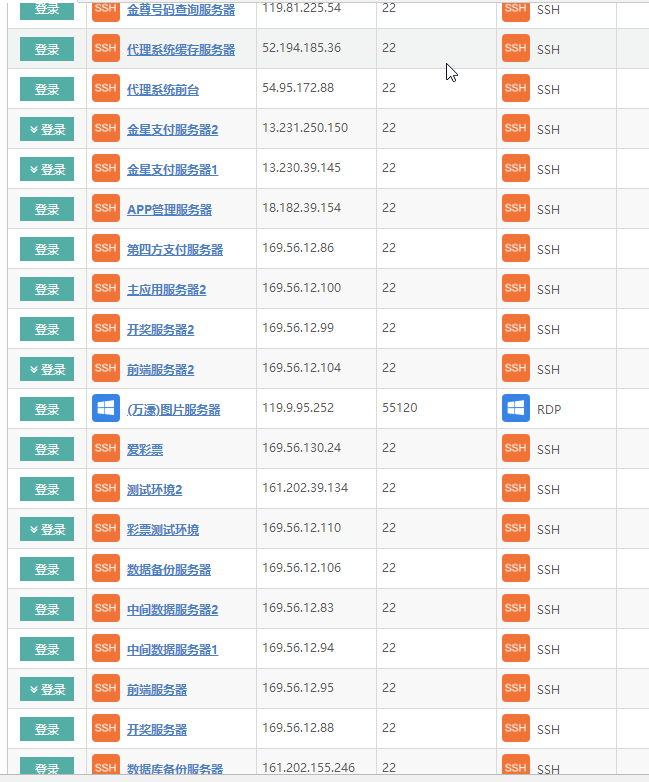 登录 SSH 金尊号码查询服务器 119.81.225.54 22 SSH SSH
登录 SSH 代理系统缓存服务器 52.194.185.36 22 SSH SSH
登录 SSH 代理系统前台 54.95.172.88 22 SSH SSH
登录 SSH 金星支付服务器2 13.231.250.150 22 SSH SSH
登录 SSH 金星支付服务器1 13.230.39.145 22 SSH SSH
登录 SSH APP管理服务器 18.182.39.154 22 SSH SSH
登录 SSH 第四方支付服务器 169.56.12.86 22 SSH SSH
登录 SSH 主应用服务器2 169.56.12.100 22 SSH SSH
登录 SSH 开奖服务器2 169.56.12.99 22 SSH SSH
登录 SSH 前端服务器2 169.56.12.104 22 SSH SSH
登录 (万濠)图片服务器 119.9.95.252 55120 RDP
登录 SSH 爱彩票 169.56.130.24 22 SSH SSH
登录 SSH 测试环境2 161.202.39.134 22 SSH SSH
登录 SSH 彩票测试环境 169.56.12.110 22 SSH SSH
登录 SSH 数据备份服务器 169.56.12.106 22 SSH SSH
登录 SSH 中间数据服务器2 169.56.12.83 22 SSH SSH
登录 SSH 中间数据服务器1 169.56.12.94 22 SSH SSH
登录 SSH 前端服务器 169.56.12.95 22 SSH SSH
登录 SSH 开奖服务器 169.56.12.88 22 SSH SSH
登录 SSH 数据库备份服务器 161.202.155.246 22 SSH SSH